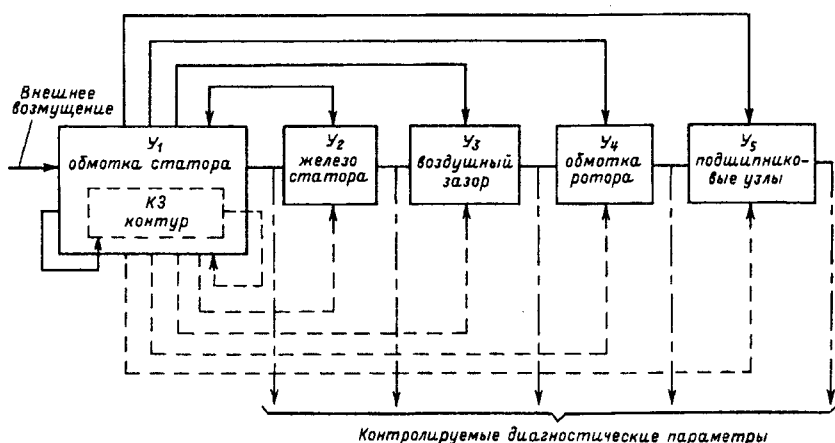 Внешнее
возмущение
У1
обмотка статора
КЗ
контур
У2
железо
статора
У3
воздушный
зазор
У4
обмотка
ротора
У5
подшипнико-
вые узлы
Контролируемые диагностические параметры